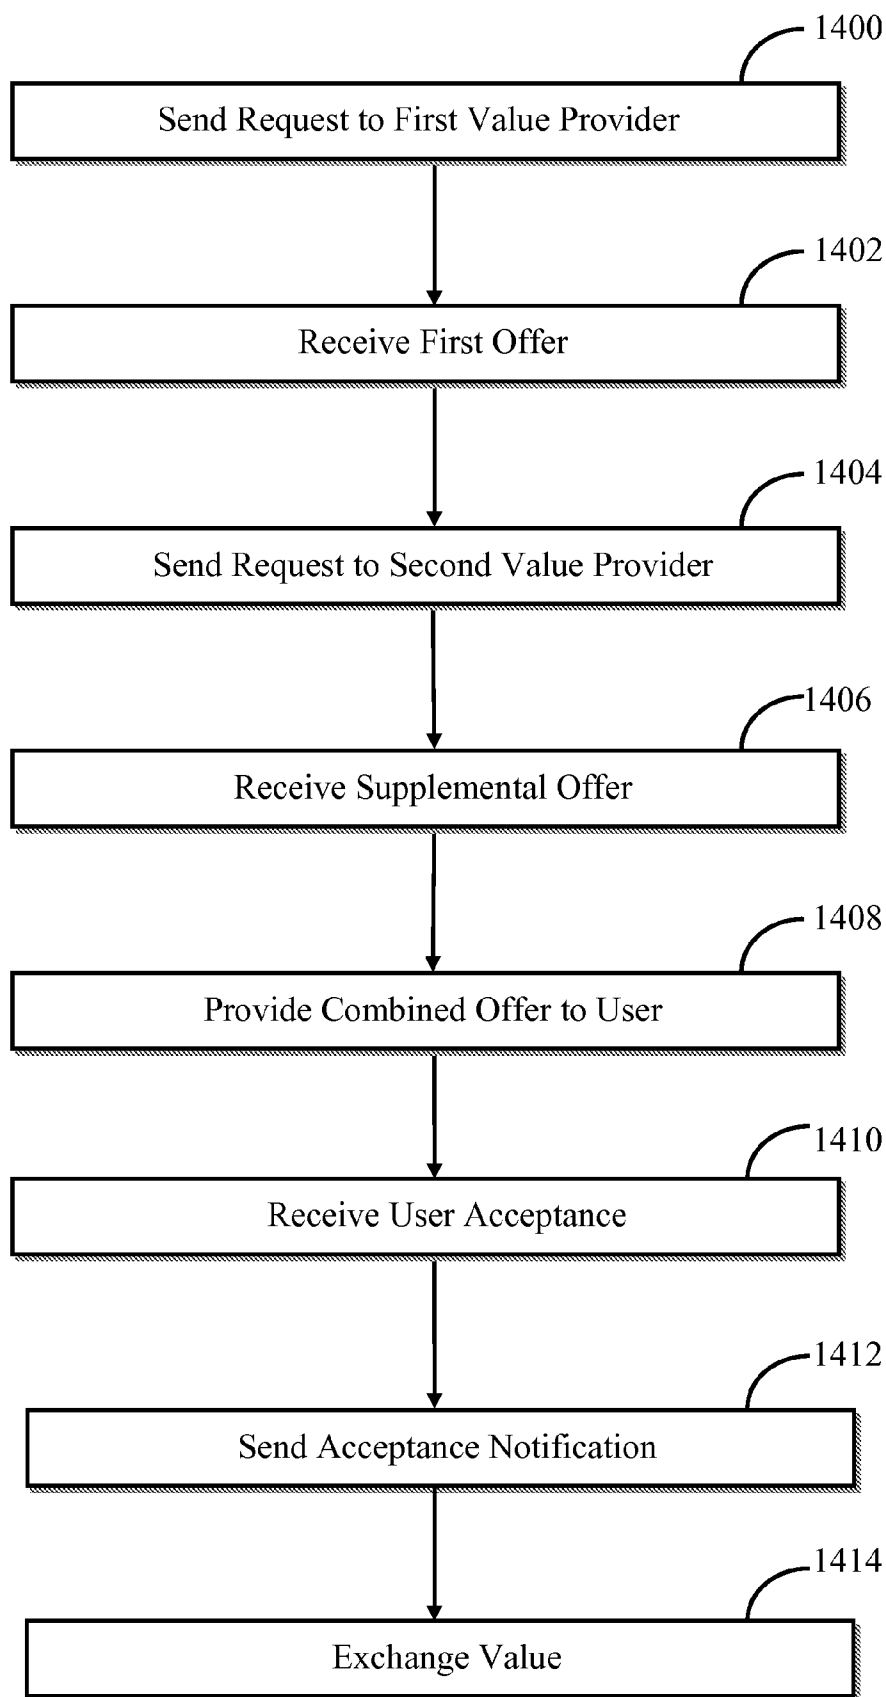 1400
Send Request to First Value Provider
1402
Receive First Offer
1404
Send Request to Second Value Provider
1406
Receive Supplemental Offer
1408
Provide Combined Offer to User
1410
Receive User Acceptance
1412
Send Acceptance Notification
1414
Exchange Value